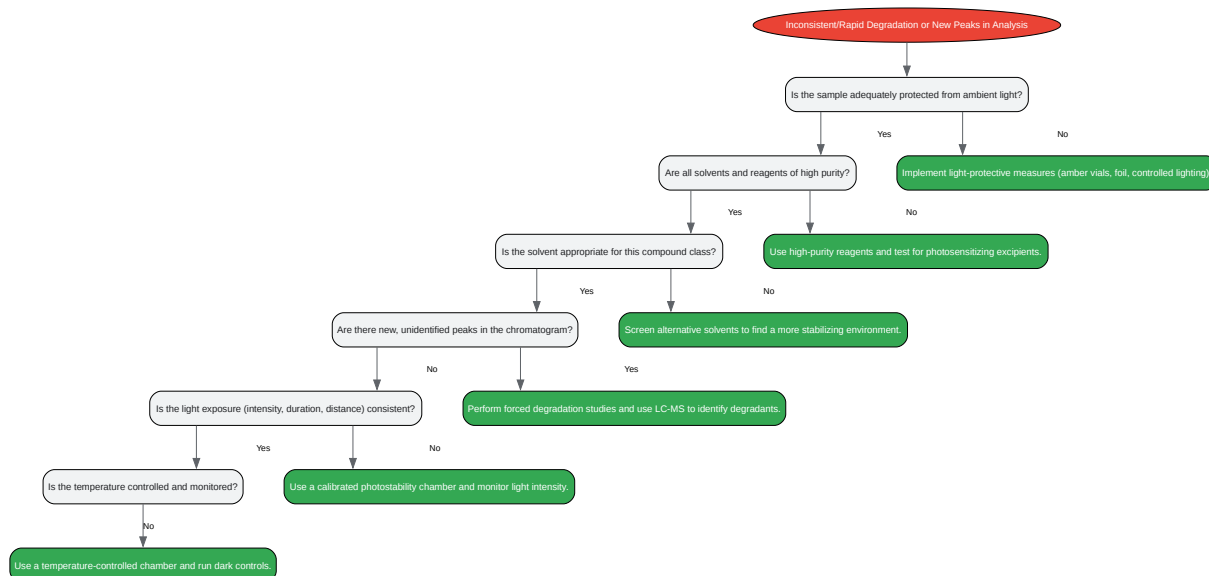 Inconsistent/Rapid Degradation or New Peaks in Analysis
Is the sample adequately protected from ambient light?
Yes
No
Are all solvents and reagents of high purity?
Implement light-protective measures (amber vials, foil, controlled lighting)
Yes
No
Is the solvent appropriate for this compound class?
Use high-purity reagents and test for photosensitizing excipients.
Yes
No
Are there new, unidentified peaks in the chromatogram?
Screen alternative solvents to find a more stabilizing environment.
No
Yes
Is the light exposure (intensity, duration, distance) consistent?
Perform forced degradation studies and use LC-MS to identify degradants.
Yes
No
Is the temperature controlled and monitored?
Use a calibrated photostability chamber and monitor light intensity.
No
Use a temperature-controlled chamber and run dark controls.